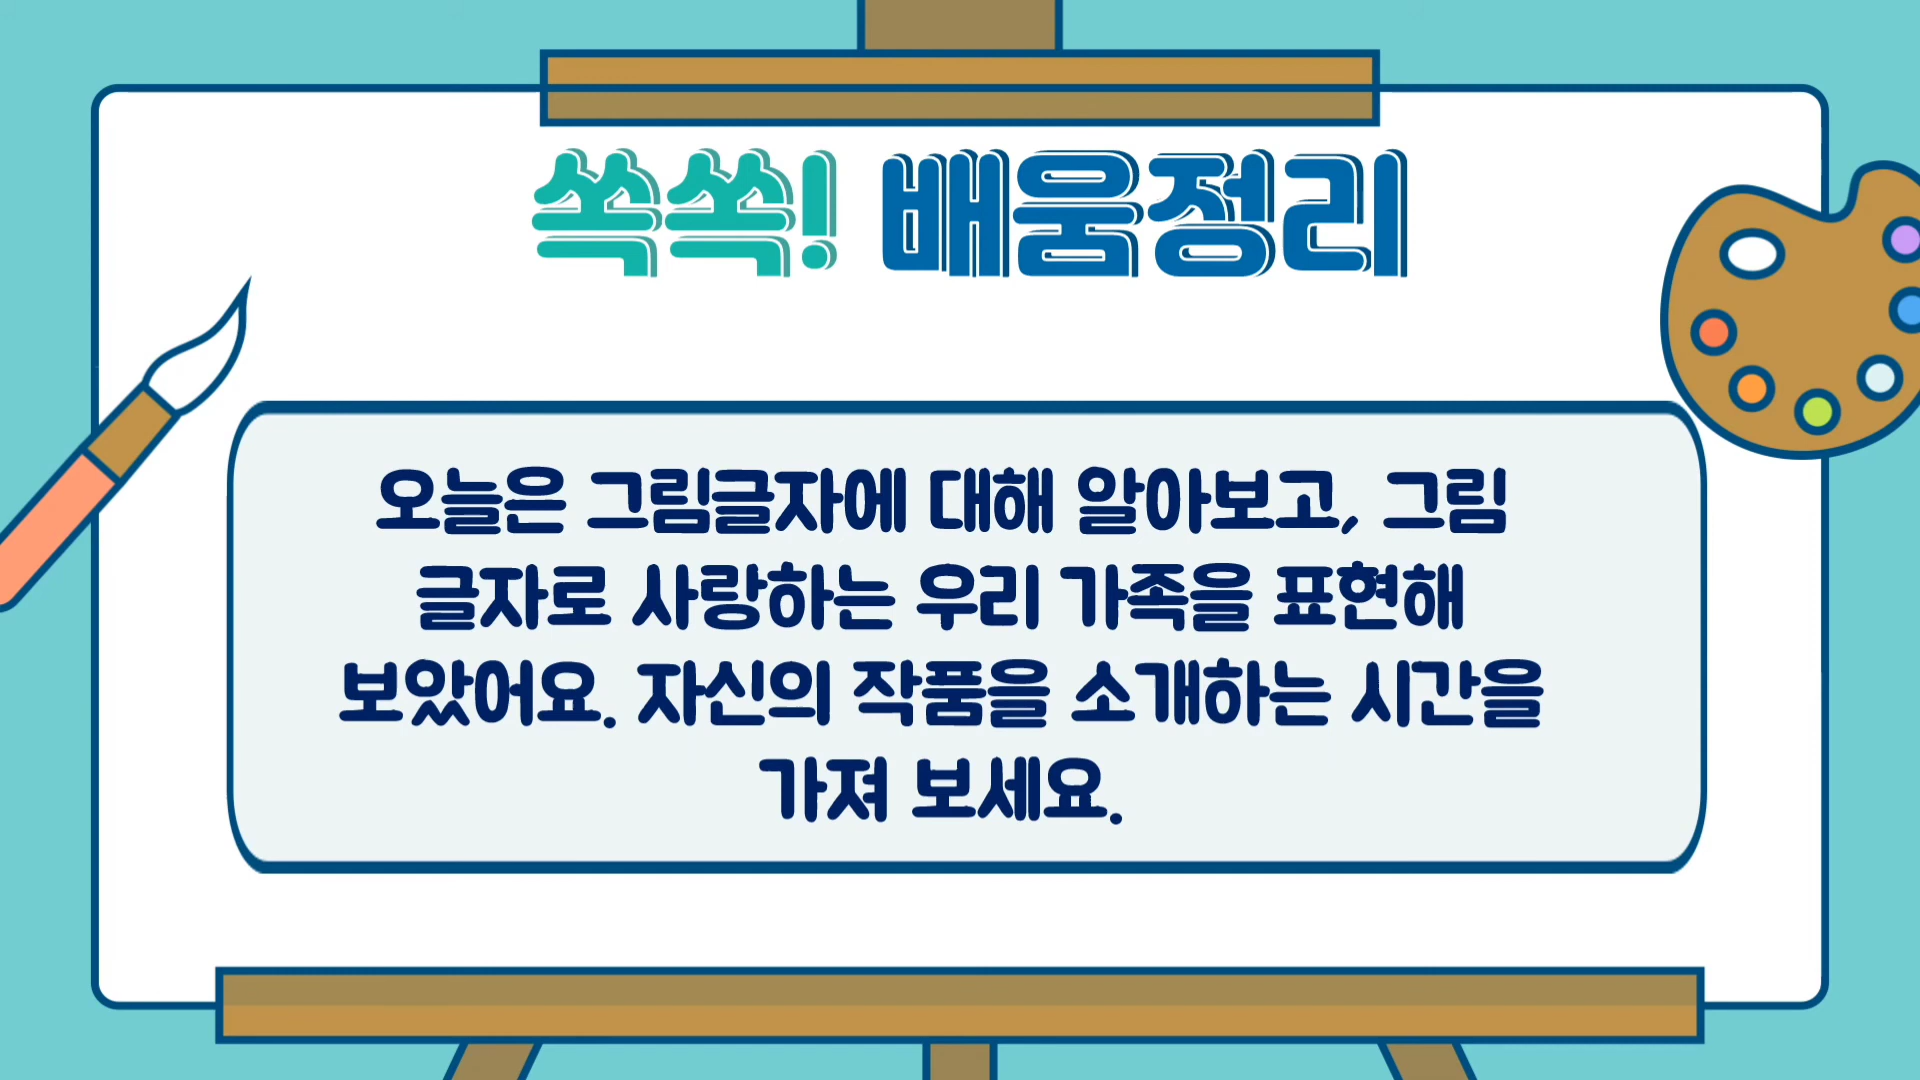 쏙쏙! 배움정리
오늘은 그림글자에 대해 알아보고, 그림
글자로 사랑하는 우리 가족을 표현해
보았어요. 자신의 작품을 소개하는 시간을
가져 보세요.